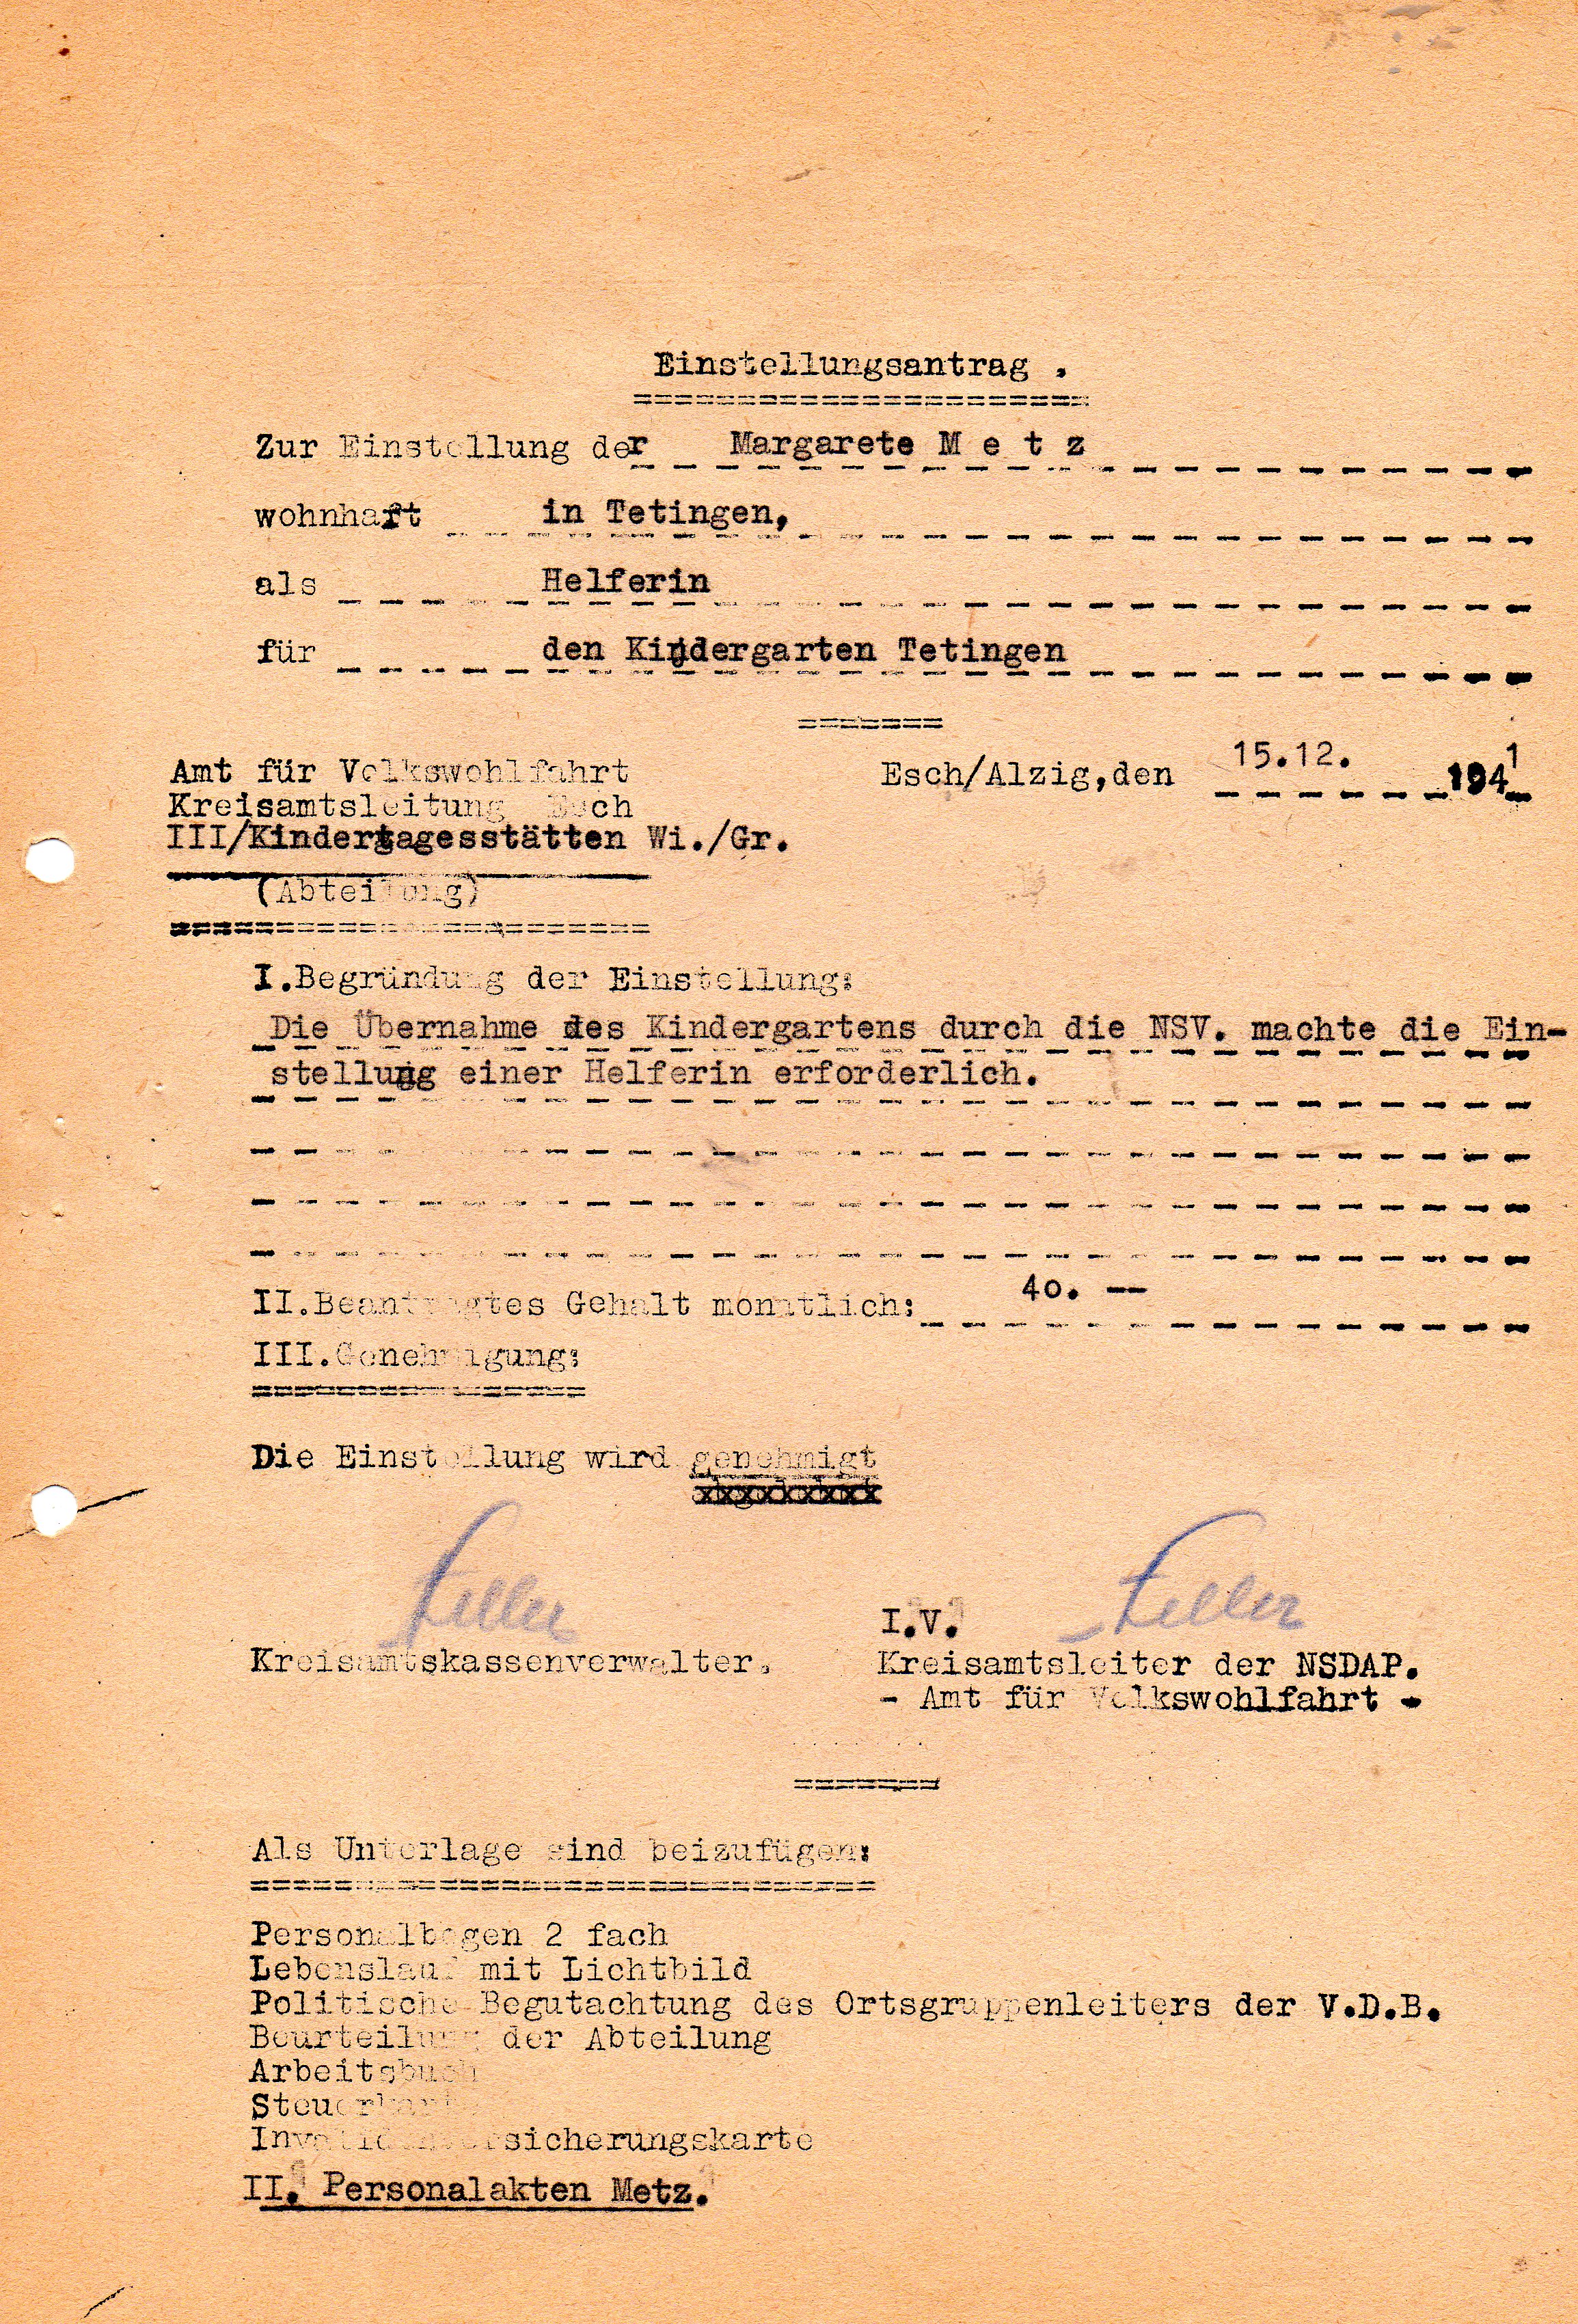 Einstellungsantrag .
Zur Einstellung der Margarete M e t z
wohnhaft in Tetingen,
als Helferin
für den Kindergarten Tetingen
Amt für Volkswohlfahrt
Esch/Alzig,den 15.12. 1941
Kreisamtsleitung Esch
III/Kindertagesstätten Wi./Gr.
(Abteilung)
I.Begründung der Einstellung:
Die Übernahme des Kindergartens durch die NSV. machte die Ein-
stellung einer Helferin erforderlich.
II.Beantragtes Gehalt monatlich: 40. --
III.Genehmigung:
Die Einstellung wird genehmigt
I.V.
Kreisamtskassenverwalter. Kreisamtsleiter der NSDAP.
- Amt für Volkswohlfahrt -
Als Unterlage sind beizufügen:
Personalbogen 2 fach
Lebenslauf mit Lichtbild
Politische Begutachtung des Ortsgruppenleiters der V.D.B.
Beurteilung der Abteilung
Arbeitsbuch
Steuerkarte
Invalidenversicherungskarte
II. Personalakten Metz.